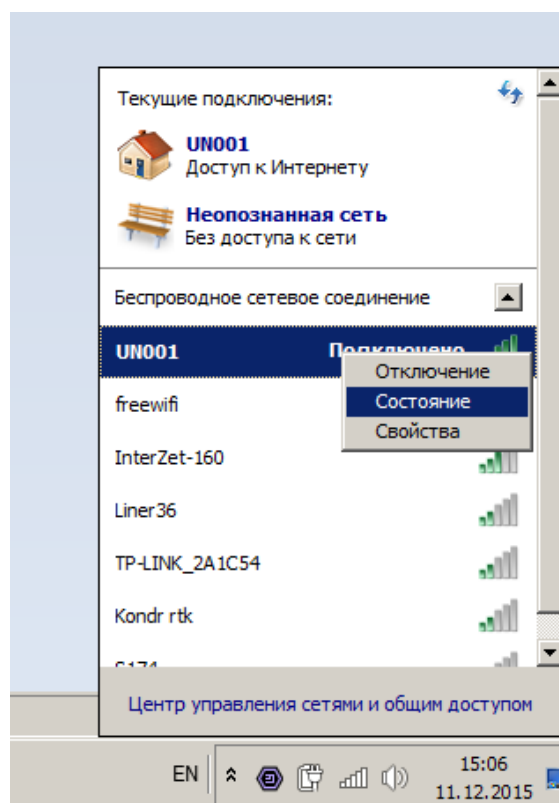 Текущие подключения:
UN001
Доступ к Интернету
Неопознанная сеть
Без доступа к сети
Беспроводное сетевое соединение
UN001 Подключено
Отключение
Состояние
Свойства
freewifi
InterZet-160
Liner36
TP-LINK_2A1C54
Kondr rtk
Центр управления сетями и общим доступом
EN
15:06
11.12.2015